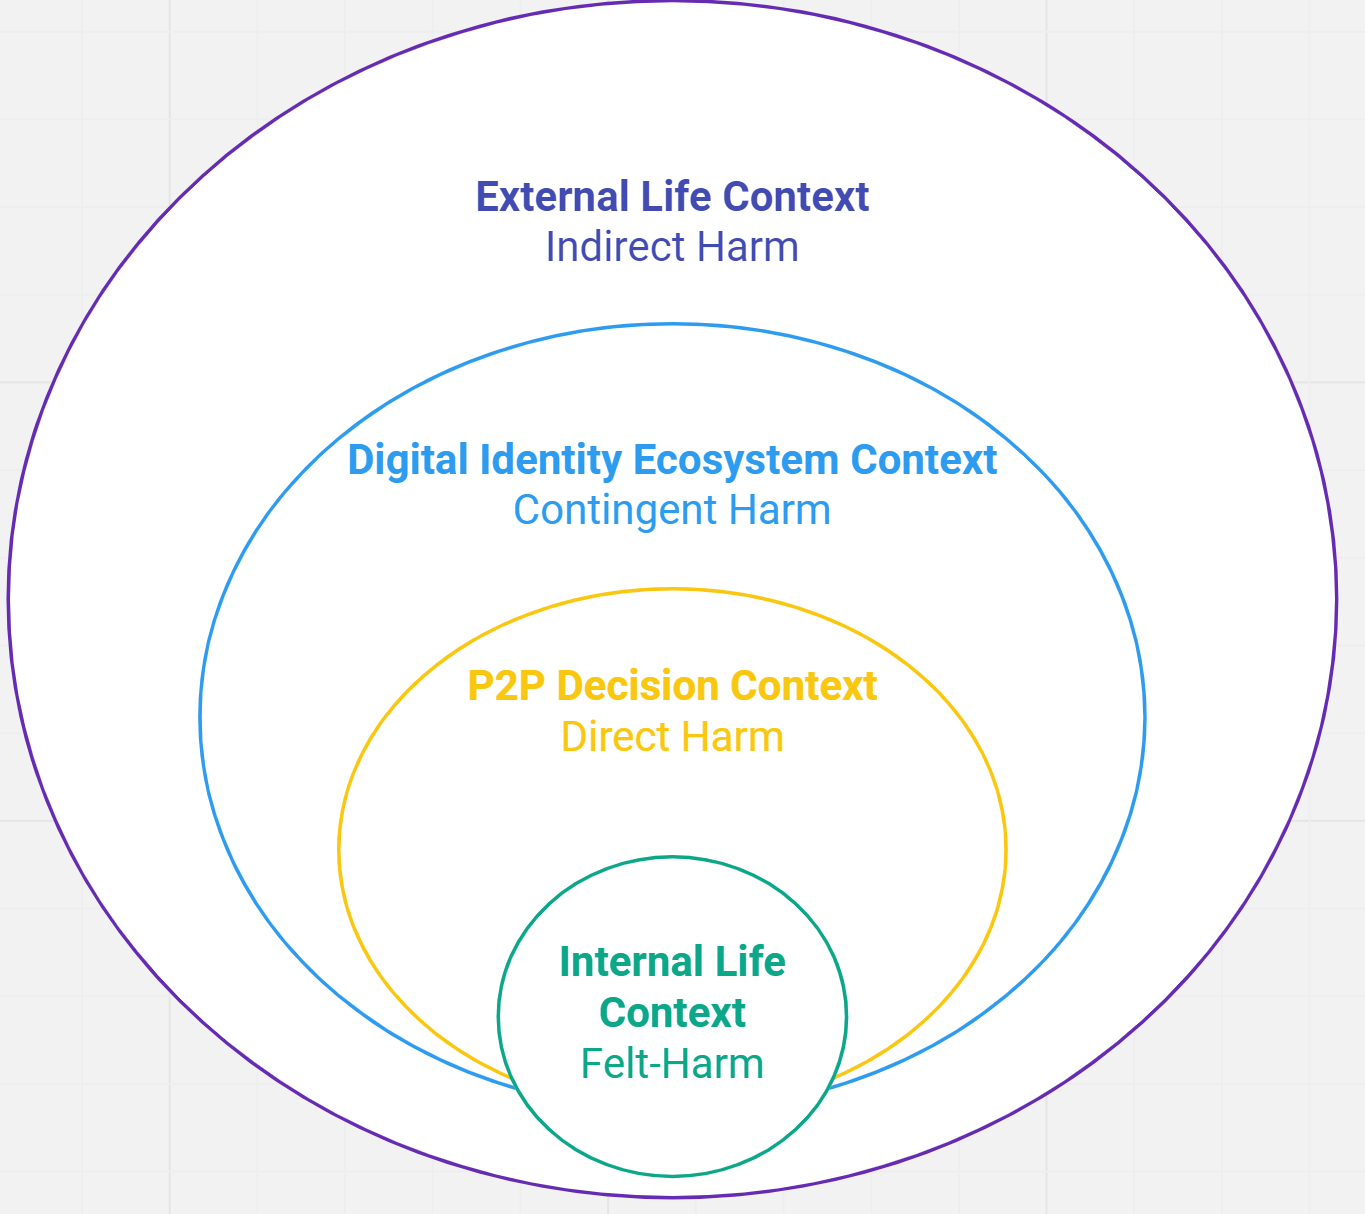 External Life Context
Indirect Harm
Digital Identity Ecosystem Context
Contingent Harm
P2P Decision Context
Direct Harm
Internal Life
Context
Felt-Harm